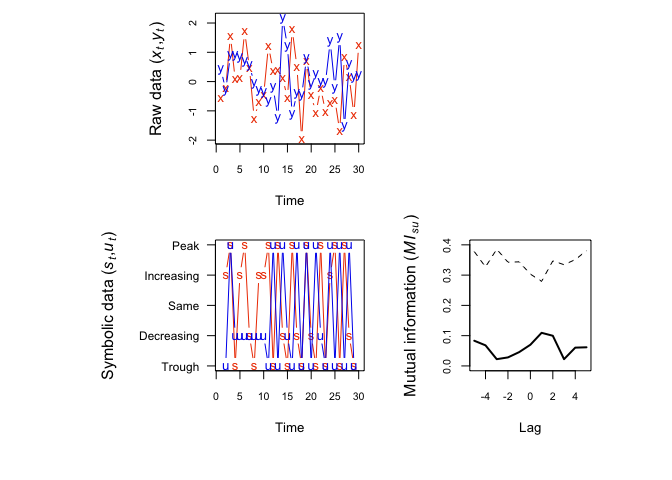 Raw data (x_t,y_t)
2
1
0
-1
-2
0 5 10 15 20 25 30
Time
Symbolic data (s_t,u_t)
Peak
Increasing
Same
Decreasing
Trough
0 5 10 15 20 25 30
Time
Mutual information (MI_su)
0.4
0.3
0.2
0.1
0.0
-4 -2 0 2 4
Lag